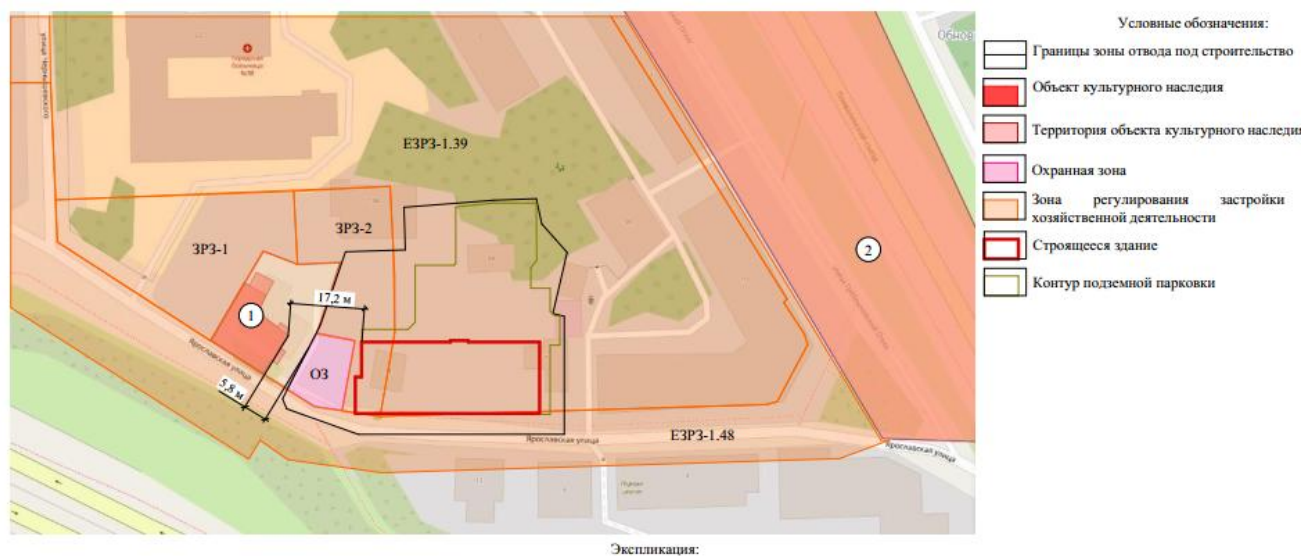 Условные обозначения:
Границы зоны отвода под строительство
Объект культурного наследия
Территория объекта культурного наследия
Охранная зона
Зона регулирования застройки
хозяйственной деятельности
Строящееся здание
Контур подземной парковки
Городская
больница
ЕЗРЗ-1.39
ЗРЗ-2
ЗРЗ-1
2
17,2 м
1
Ярославская улица
ОЗ
5,8 м
ЕЗРЗ-1.48
Ярославская улица
Ярославская улица
Экспликация: